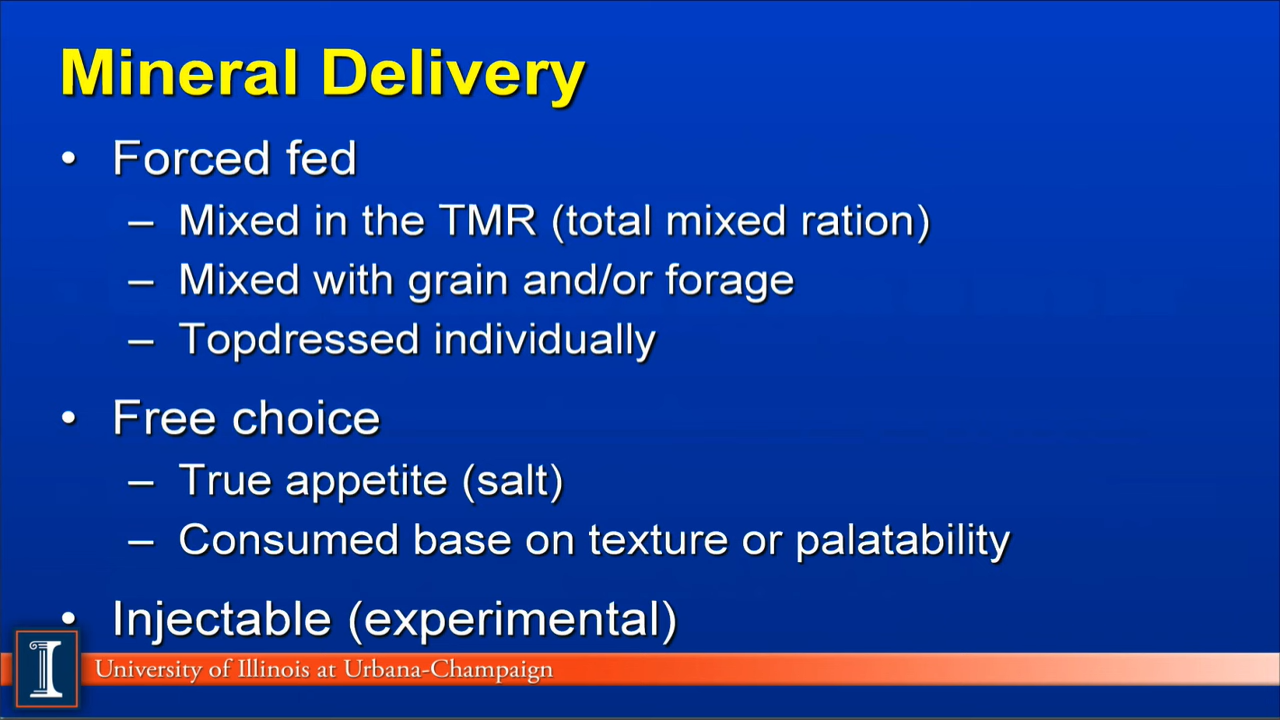 Mineral Delivery
• Forced fed
– Mixed in the TMR (total mixed ration)
– Mixed with grain and/or forage
– Topdressed individually
• Free choice
– True appetite (salt)
– Consumed base on texture or palatability
• Injectable (experimental)
I University of Illinois at Urbana-Champaign